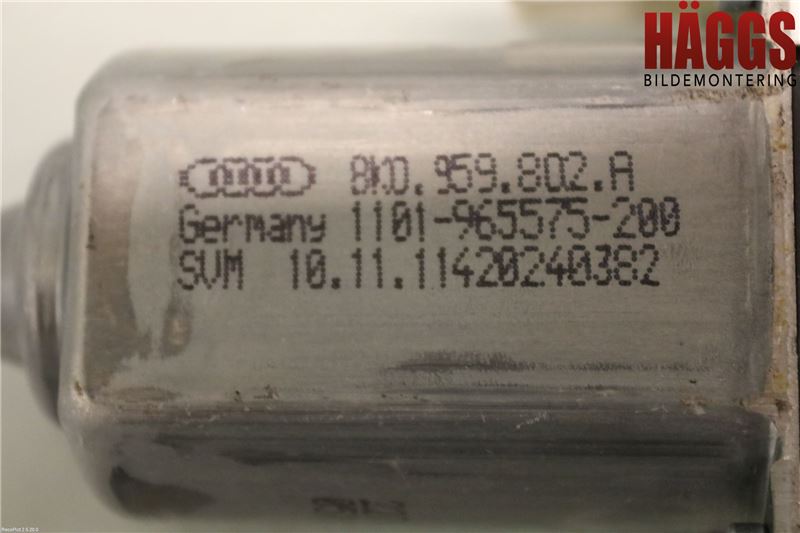 HÄGGS
BILDEMONTERING
8K0.959.802.A
Germany 1101-965575-200
SVM 10.11.11420240382